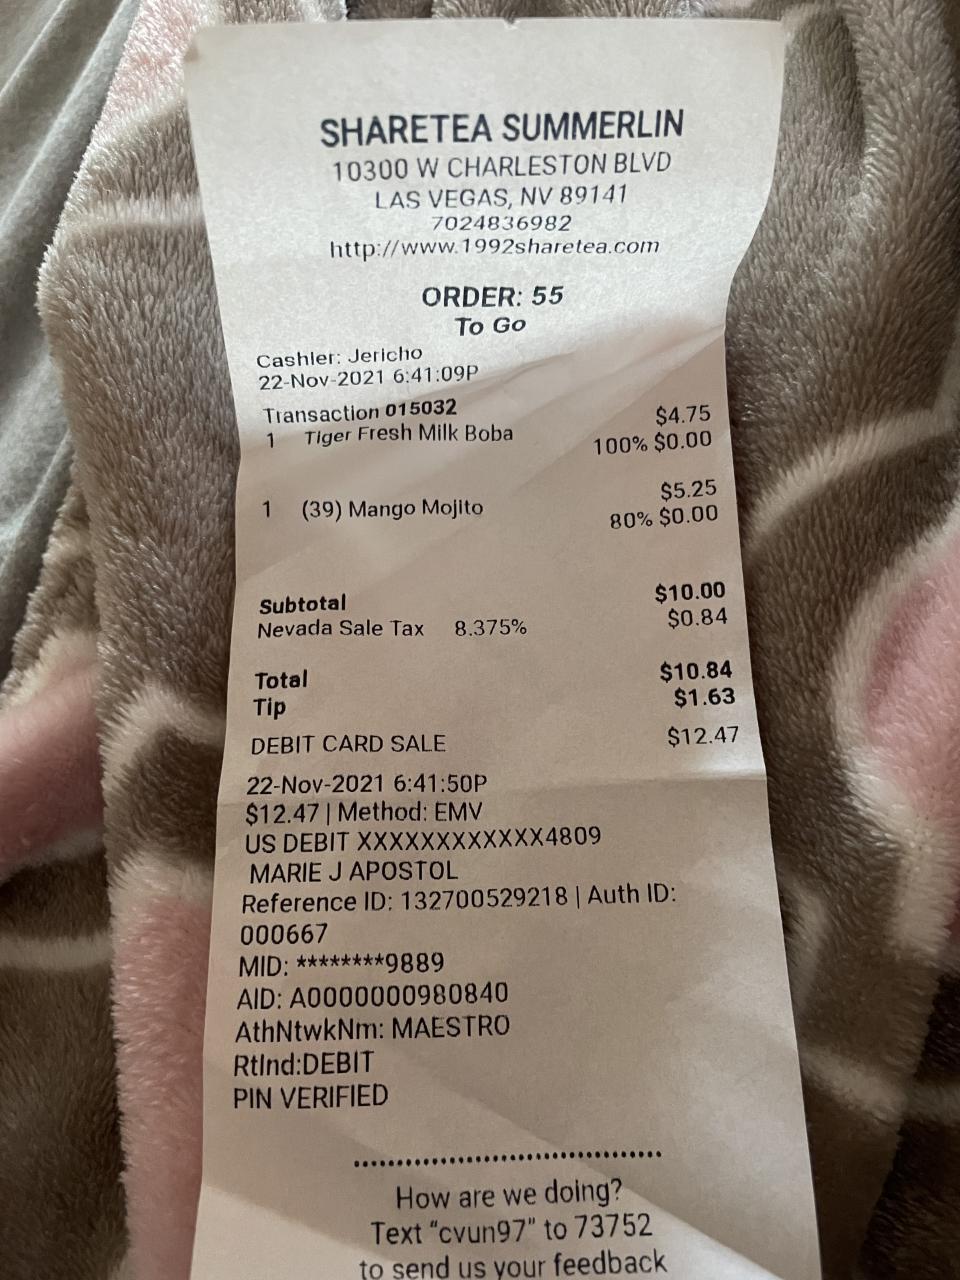 SHARETEA SUMMERLIN
10300 W CHARLESTON BLVD
LAS VEGAS, NV 89141
7024836982
http://www.1992sharetea.com
ORDER: 55
To Go
Cashier: Jericho
22-Nov-2021 6:41:09P
Transaction 015032
1 Tiger Fresh Milk Boba $4.75
100% $0.00
1 (39) Mango Mojito $5.25
80% $0.00
Subtotal $10.00
Nevada Sale Tax 8.375% $0.84
Total $10.84
Tip $1.63
DEBIT CARD SALE $12.47
22-Nov-2021 6:41:50P
$12.47 | Method: EMV
US DEBIT XXXXXXXXXXXX4809
MARIE J APOSTOL
Reference ID: 132700529218 | Auth ID:
000667
MID: ********9889
AID: A0000000980840
AthNtwkNm: MAESTRO
RtInd:DEBIT
PIN VERIFIED
How are we doing?
Text "cvun97" to 73752
to send us your feedback